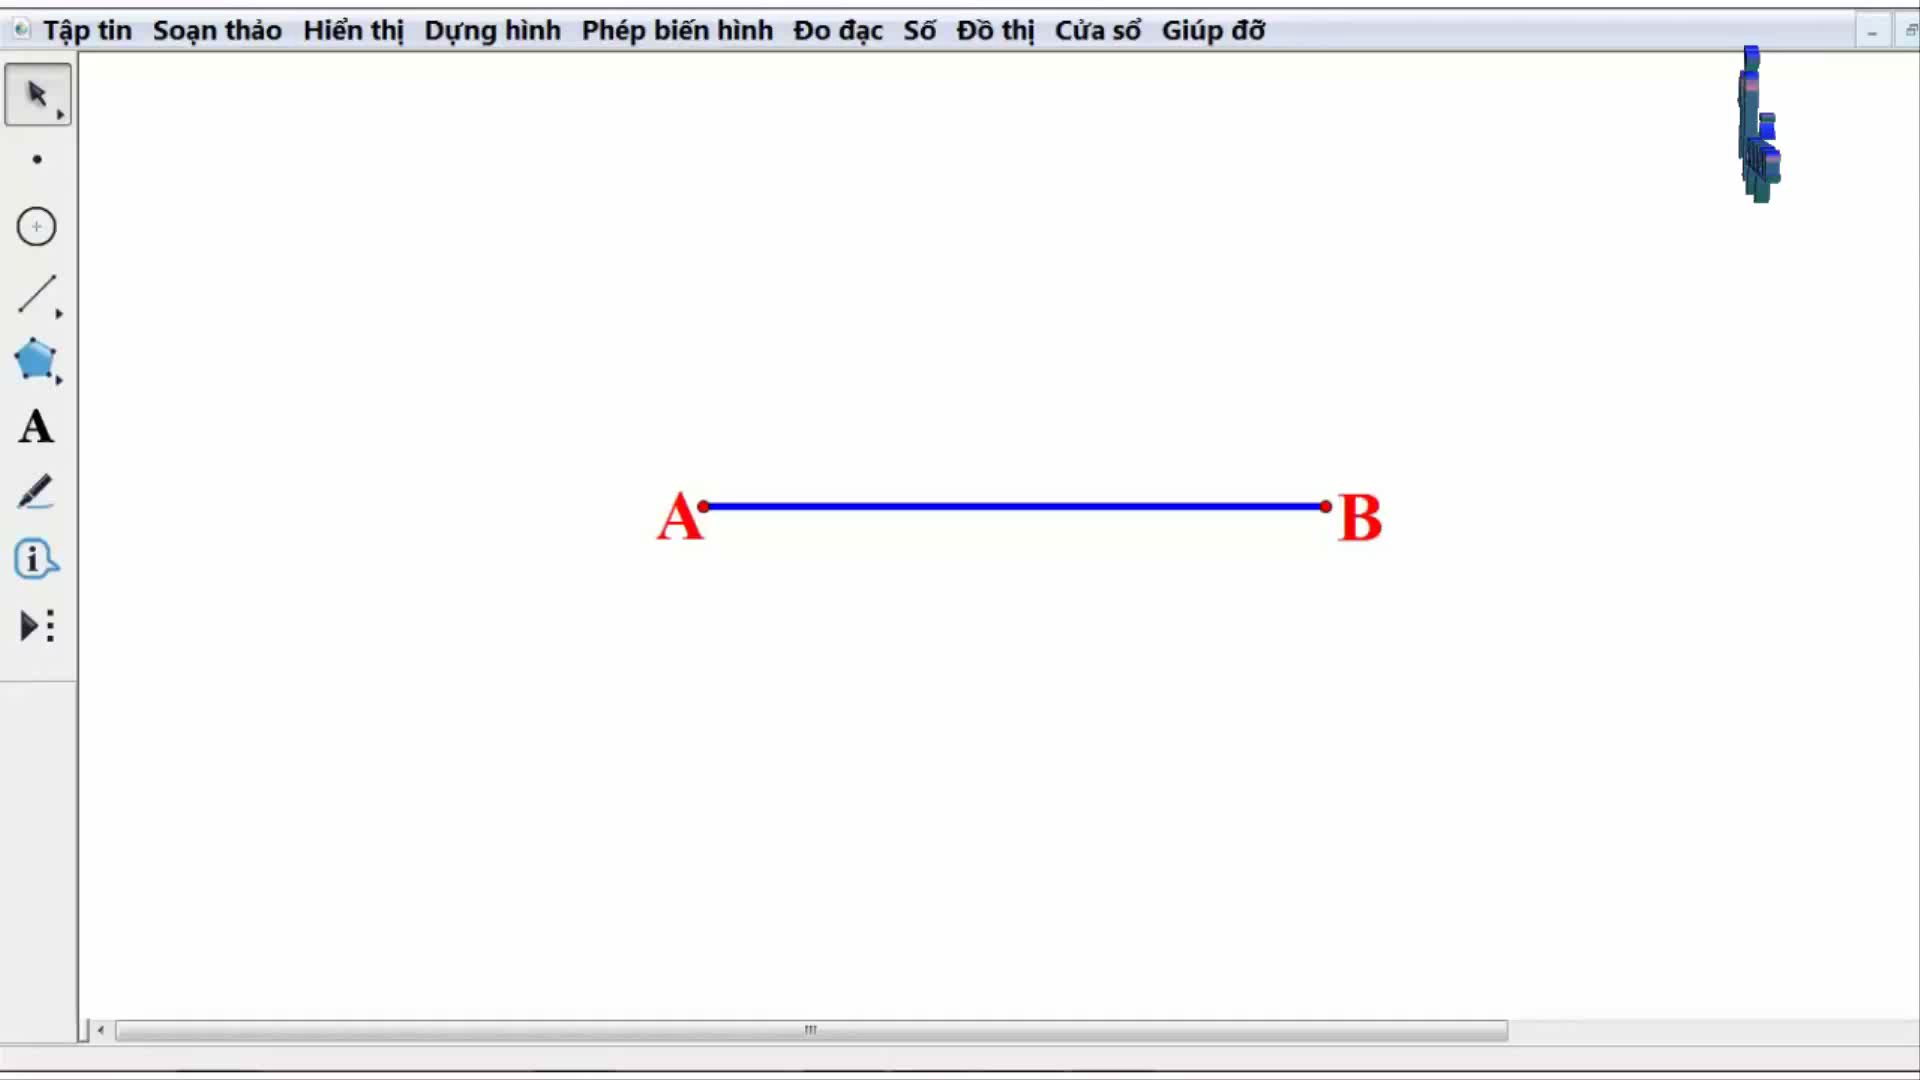 Tập tin Soạn thảo Hiển thị Dựng hình Phép biến hình Đo đạc Số Đồ thị Cửa sổ Giúp đỡ
A
A B